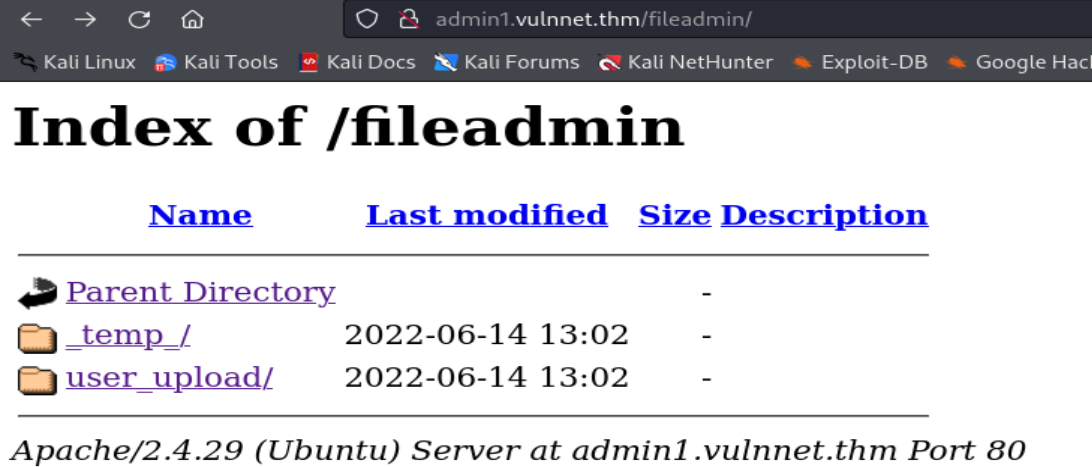 admin1.vulnnet.thm/fileadmin/
Kali Linux Kali Tools Kali Docs Kali Forums Kali NetHunter Exploit-DB Google Hac
Index of /fileadmin
Name Last modified Size Description
Parent Directory -
_temp_/ 2022-06-14 13:02 -
user_upload/ 2022-06-14 13:02 -
Apache/2.4.29 (Ubuntu) Server at admin1.vulnnet.thm Port 80